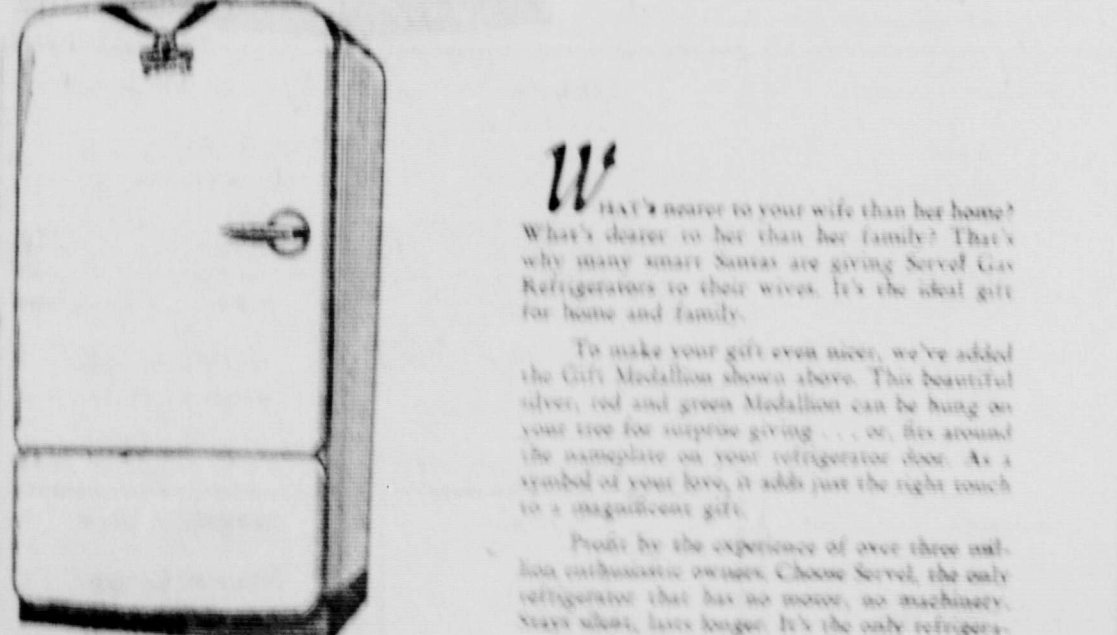 WHAT's nearer to your wife than her home?
What's dearer to her than her family? That's
why many smart Santas are giving Servel Gas
Refrigerators to their wives. It's the ideal gift
for home and family.
To make your gift even nicer, we've added
the Gift Medallion shown above. This beautiful
silver, red and green Medallion can be hung on
your tree for surprise giving . . . or, fits around
the nameplate on your refrigerator door. As a
symbol of your love, it adds just the right touch
to a magnificent gift.
Profit by the experience of over three mil-
lion enthusiastic owners. Choose Servel, the only
refrigerator that has no motor, no machinery.
Stays silent, lasts longer. It's the only refrigera-